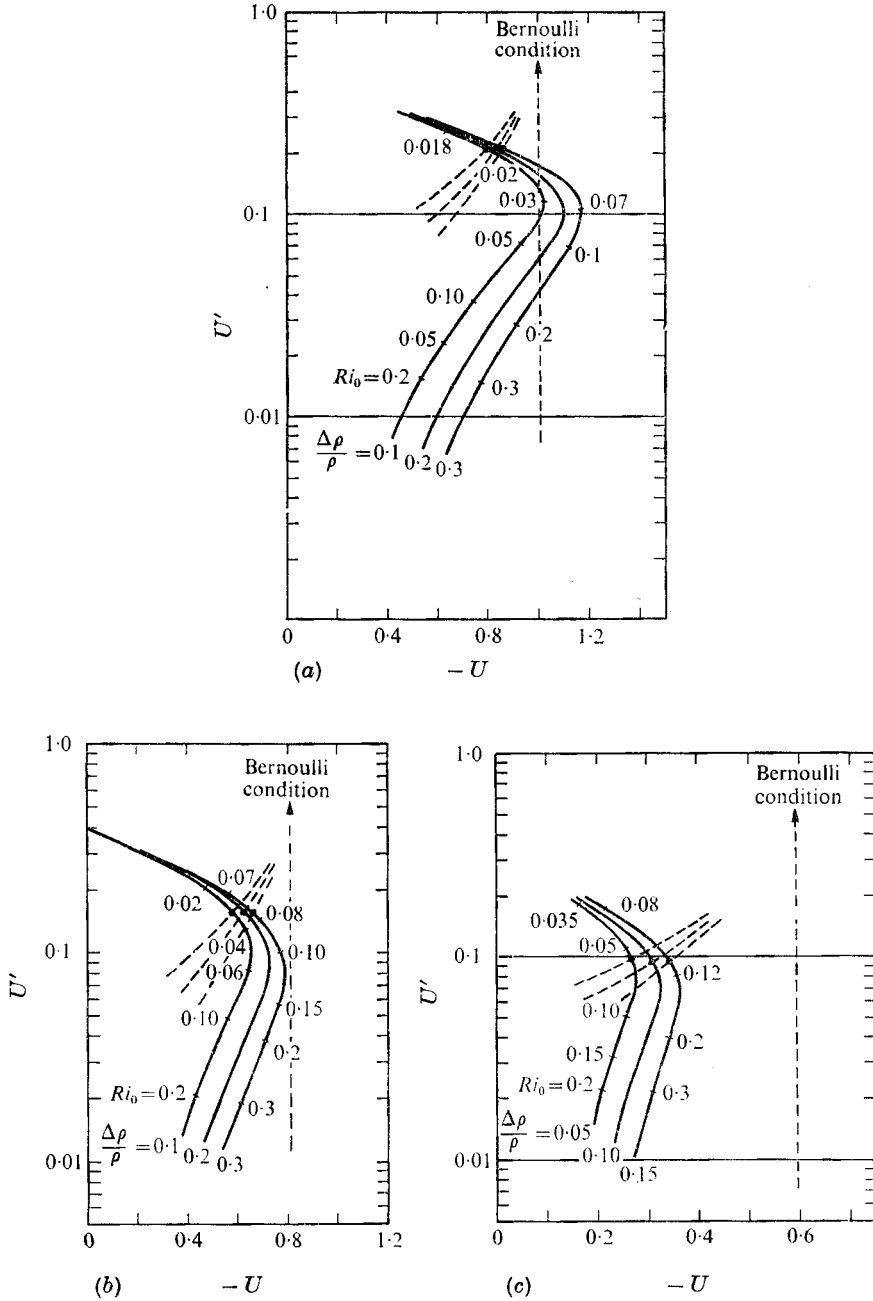 1·0
Bernoulli
condition
0·018
0·02
0·03
0·07
0·1
0·05
0·1
U′
0·10
0·05
0·2
Ri₀=0·2
0·3
0·01
Δρ/ρ =0·1
0·2
0·3
0
0·4
0·8
1·2
(a)
− U
1·0
Bernoulli
condition
0·07
0·02
0·08
0·04
0·10
0·1
0·06
U′
0·15
0·10
0·2
Ri₀=0·2
0·3
Δρ/ρ =0·1
0·2
0·3
0·01
0
0·4
0·8
1·2
(b)
− U
1·0
Bernoulli
condition
0·08
0·035
0·05
0·1
0·12
U′
0·10
0·2
0·15
Ri₀=0·2
0·3
Δρ/ρ =0·05
0·10
0·01
0·15
0
0·2
0·4
0·6
(c)
− U